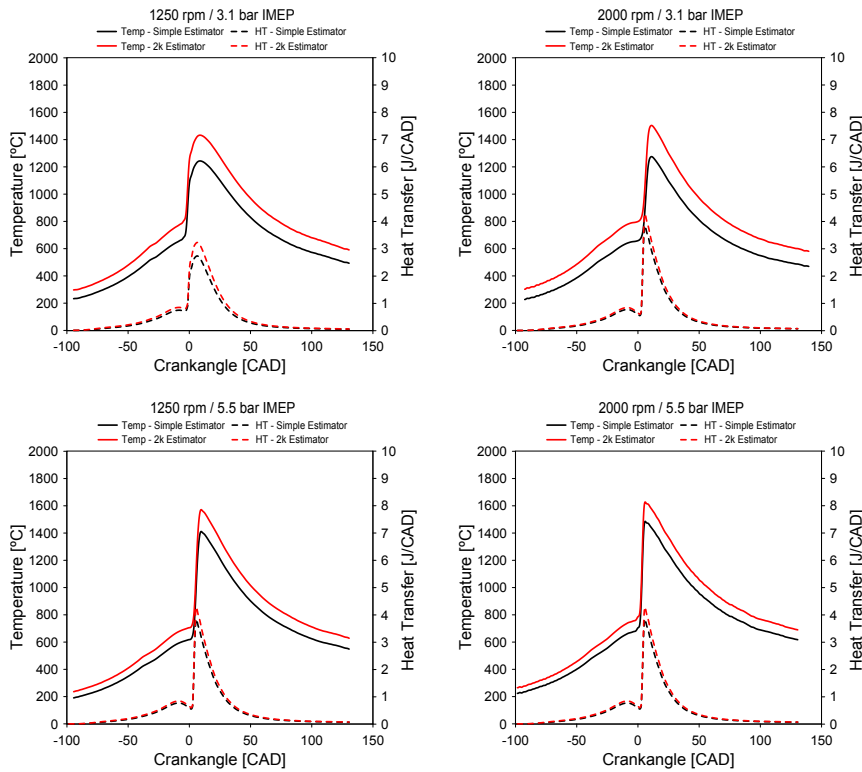 1250 rpm / 3.1 bar IMEP
Temp - Simple Estimator HT - Simple Estimator
Temp - 2k Estimator HT - 2k Estimator
2000 10
1800 9
1600 8
1400 7
1200 6
1000 5
800 4
600 3
400 2
200 1
0 0
-100 -50 0 50 100 150
Temperature [ºC]
Heat Transfer [J/CAD]
Crankangle [CAD]
2000 rpm / 3.1 bar IMEP
Temp - Simple Estimator HT - Simple Estimator
Temp - 2k Estimator HT - 2k Estimator
2000 10
1800 9
1600 8
1400 7
1200 6
1000 5
800 4
600 3
400 2
200 1
0 0
-100 -50 0 50 100 150
Temperature [ºC]
Heat Transfer [J/CAD]
Crankangle [CAD]
1250 rpm / 5.5 bar IMEP
Temp - Simple Estimator HT - Simple Estimator
Temp - 2k Estimator HT - 2k Estimator
2000 10
1800 9
1600 8
1400 7
1200 6
1000 5
800 4
600 3
400 2
200 1
0 0
-100 -50 0 50 100 150
Temperature [ºC]
Heat Transfer [J/CAD]
Crankangle [CAD]
2000 rpm / 5.5 bar IMEP
Temp - Simple Estimator HT - Simple Estimator
Temp - 2k Estimator HT - 2k Estimator
2000 10
1800 9
1600 8
1400 7
1200 6
1000 5
800 4
600 3
400 2
200 1
0 0
-100 -50 0 50 100 150
Temperature [ºC]
Heat Transfer [J/CAD]
Crankangle [CAD]